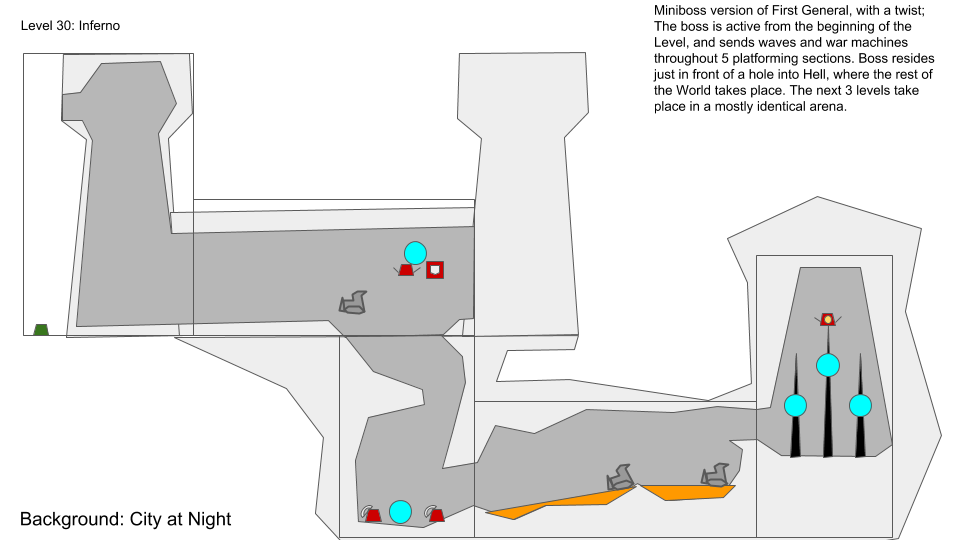 Level 30: Inferno
Miniboss version of First General, with a twist;
The boss is active from the beginning of the
Level, and sends waves and war machines
throughout 5 platforming sections. Boss resides
just in front of a hole into Hell, where the rest of
the World takes place. The next 3 levels take
place in a mostly identical arena.
Background: City at Night